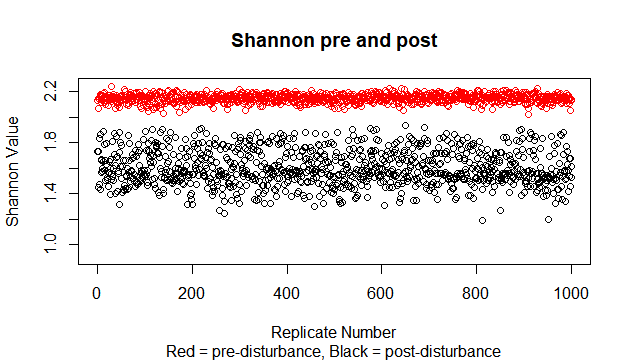 Shannon pre and post
2.2
1.8
1.4
1.0
Shannon Value
0 200 400 600 800 1000
Replicate Number
Red = pre-disturbance, Black = post-disturbance